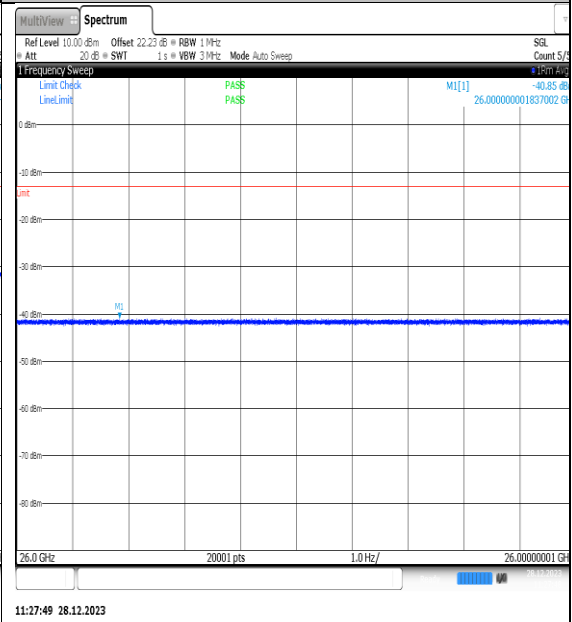 MultiView Spectrum
Ref Level 10.00 dBm Offset 22.23 dB RBW 1 MHz SGL
Att 20 dB SWT 1 s VBW 3 MHz Mode Auto Sweep Count 5/5
1 Frequency Sweep 1Rm Avg
Limit Check PASS M1[1] -40.85 dB
LineLimit PASS 26.000000001837002 GH
0 dBm
-10 dBm
Limit
-20 dBm
-30 dBm
M1
-40 dBm
-50 dBm
-60 dBm
-70 dBm
-80 dBm
26.0 GHz 20001 pts 1.0 Hz/ 26.00000001 GH
28.12.2023
11:27:49 28.12.2023